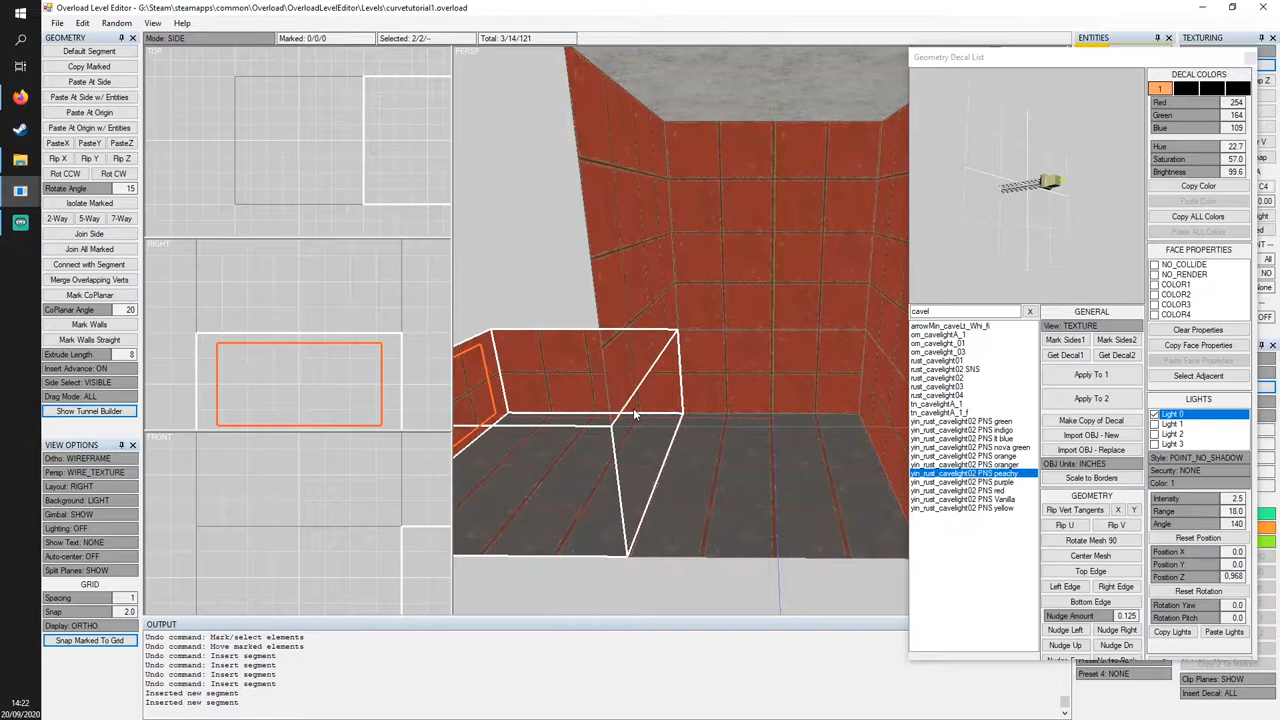 Overload Level Editor - G:\Steam\steamapps\common\Overload\OverloadLevelEditor\Levels\curvetutorial1.overload
File Edit Random View Help
GEOMETRY
Mode: SIDE
Marked: 0/0/0
Selected: 2/2/--
Total: 3/14/121
ENTITIES
TEXTURING
Default Segment
Copy Marked
Paste At Side
Paste At Side w/ Entities
Paste At Origin
Paste At Origin w/ Entities
PasteX PasteY PasteZ
Flip X Flip Y Flip Z
Rot CCW Rot CW
Rotate Angle 15
Isolate Marked
2-Way 5-Way 7-Way
Join Side
Join All Marked
Connect with Segment
Merge Overlapping Verts
Mark CoPlanar
CoPlanar Angle 20
Mark Walls
Mark Walls Straight
Extrude Length 8
Insert Advance: ON
Side Select: VISIBLE
Drag Mode: ALL
Show Tunnel Builder
VIEW OPTIONS
Ortho: WIREFRAME
Persp: WIRE_TEXTURE
Layout: RIGHT
Background: LIGHT
Gimbal: SHOW
Lighting: OFF
Show Text: NONE
Auto-center: OFF
Split Planes: SHOW
GRID
Spacing 1
Snap 2.0
Display: ORTHO
Snap Marked To Grid
TOP
RIGHT
FRONT
PERSP
OUTPUT
Undo command: Mark/select elements
Undo command: Move marked elements
Undo command: Insert segment
Undo command: Insert segment
Undo command: Insert segment
Undo command: Insert segment
Inserted new segment
Inserted new segment
Geometry Decal List
cavel X
arrowMin_caveLt_Whi_fi
om_cavelightA_1
om_cavelight_01
om_cavelight_03
rust_cavelight01
rust_cavelight02 SNS
rust_cavelight02
rust_cavelight03
rust_cavelight04
tn_cavelightA_1
tn_cavelightA_1_f
yin_rust_cavelight02 PNS green
yin_rust_cavelight02 PNS indigo
yin_rust_cavelight02 PNS lt blue
yin_rust_cavelight02 PNS nova green
yin_rust_cavelight02 PNS orange
yin_rust_cavelight02 PNS oranger
yin_rust_cavelight02 PNS peachy
yin_rust_cavelight02 PNS purple
yin_rust_cavelight02 PNS red
yin_rust_cavelight02 PNS Vanilla
yin_rust_cavelight02 PNS yellow
GENERAL
View: TEXTURE
Mark Sides1 Mark Sides2
Get Decal1 Get Decal2
Apply To 1
Apply To 2
Make Copy of Decal
Import OBJ - New
Import OBJ - Replace
OBJ Units: INCHES
Scale to Borders
GEOMETRY
Flip Vert Tangents X Y
Flip U Flip V
Rotate Mesh 90
Center Mesh
Top Edge
Left Edge Right Edge
Bottom Edge
Nudge Amount 0.125
Nudge Left Nudge Right
Nudge Up Nudge Dn
DECAL COLORS
1
Red 254
Green 164
Blue 109
Hue 22.7
Saturation 57.0
Brightness 99.6
Copy Color
Paste Color
Copy ALL Colors
Paste ALL Colors
FACE PROPERTIES
NO_COLLIDE
NO_RENDER
COLOR1
COLOR2
COLOR3
COLOR4
Clear Properties
Copy Face Properties
Paste Face Properties
Select Adjacent
LIGHTS
Light 0
Light 1
Light 2
Light 3
Style: POINT_NO_SHADOW
Security: NONE
Color: 1
Intensity 2.5
Range 18.0
Angle 140
Reset Position
Position X 0.0
Position Y 0.0
Position Z 0.968
Reset Rotation
Rotation Yaw 0.0
Rotation Pitch 0.0
Copy Lights Paste Lights
Preset 4: NONE
Clip Planes: SHOW
Insert Decal: ALL
14:22
20/09/2020